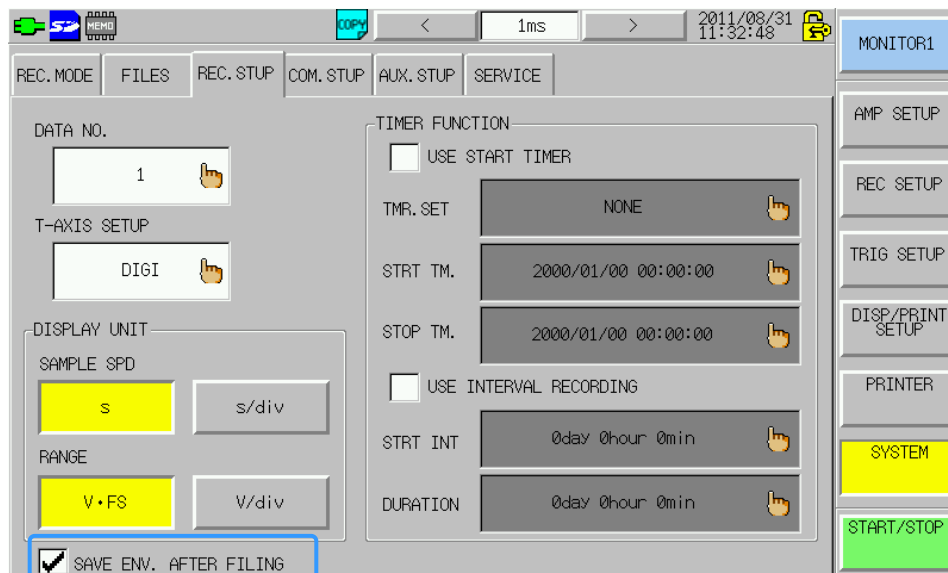 SD MEMO COPY < 1ms > 2011/08/31
11:32:48
REC.MODE FILES REC.STUP COM.STUP AUX.STUP SERVICE
DATA NO.
1
T-AXIS SETUP
DIGI
DISPLAY UNIT
SAMPLE SPD
s s/div
RANGE
V•FS V/div
SAVE ENV. AFTER FILING
TIMER FUNCTION
USE START TIMER
TMR.SET NONE
STRT TM. 2000/01/00 00:00:00
STOP TM. 2000/01/00 00:00:00
USE INTERVAL RECORDING
STRT INT 0day 0hour 0min
DURATION 0day 0hour 0min
MONITOR1
AMP SETUP
REC SETUP
TRIG SETUP
DISP/PRINT
SETUP
PRINTER
SYSTEM
START/STOP